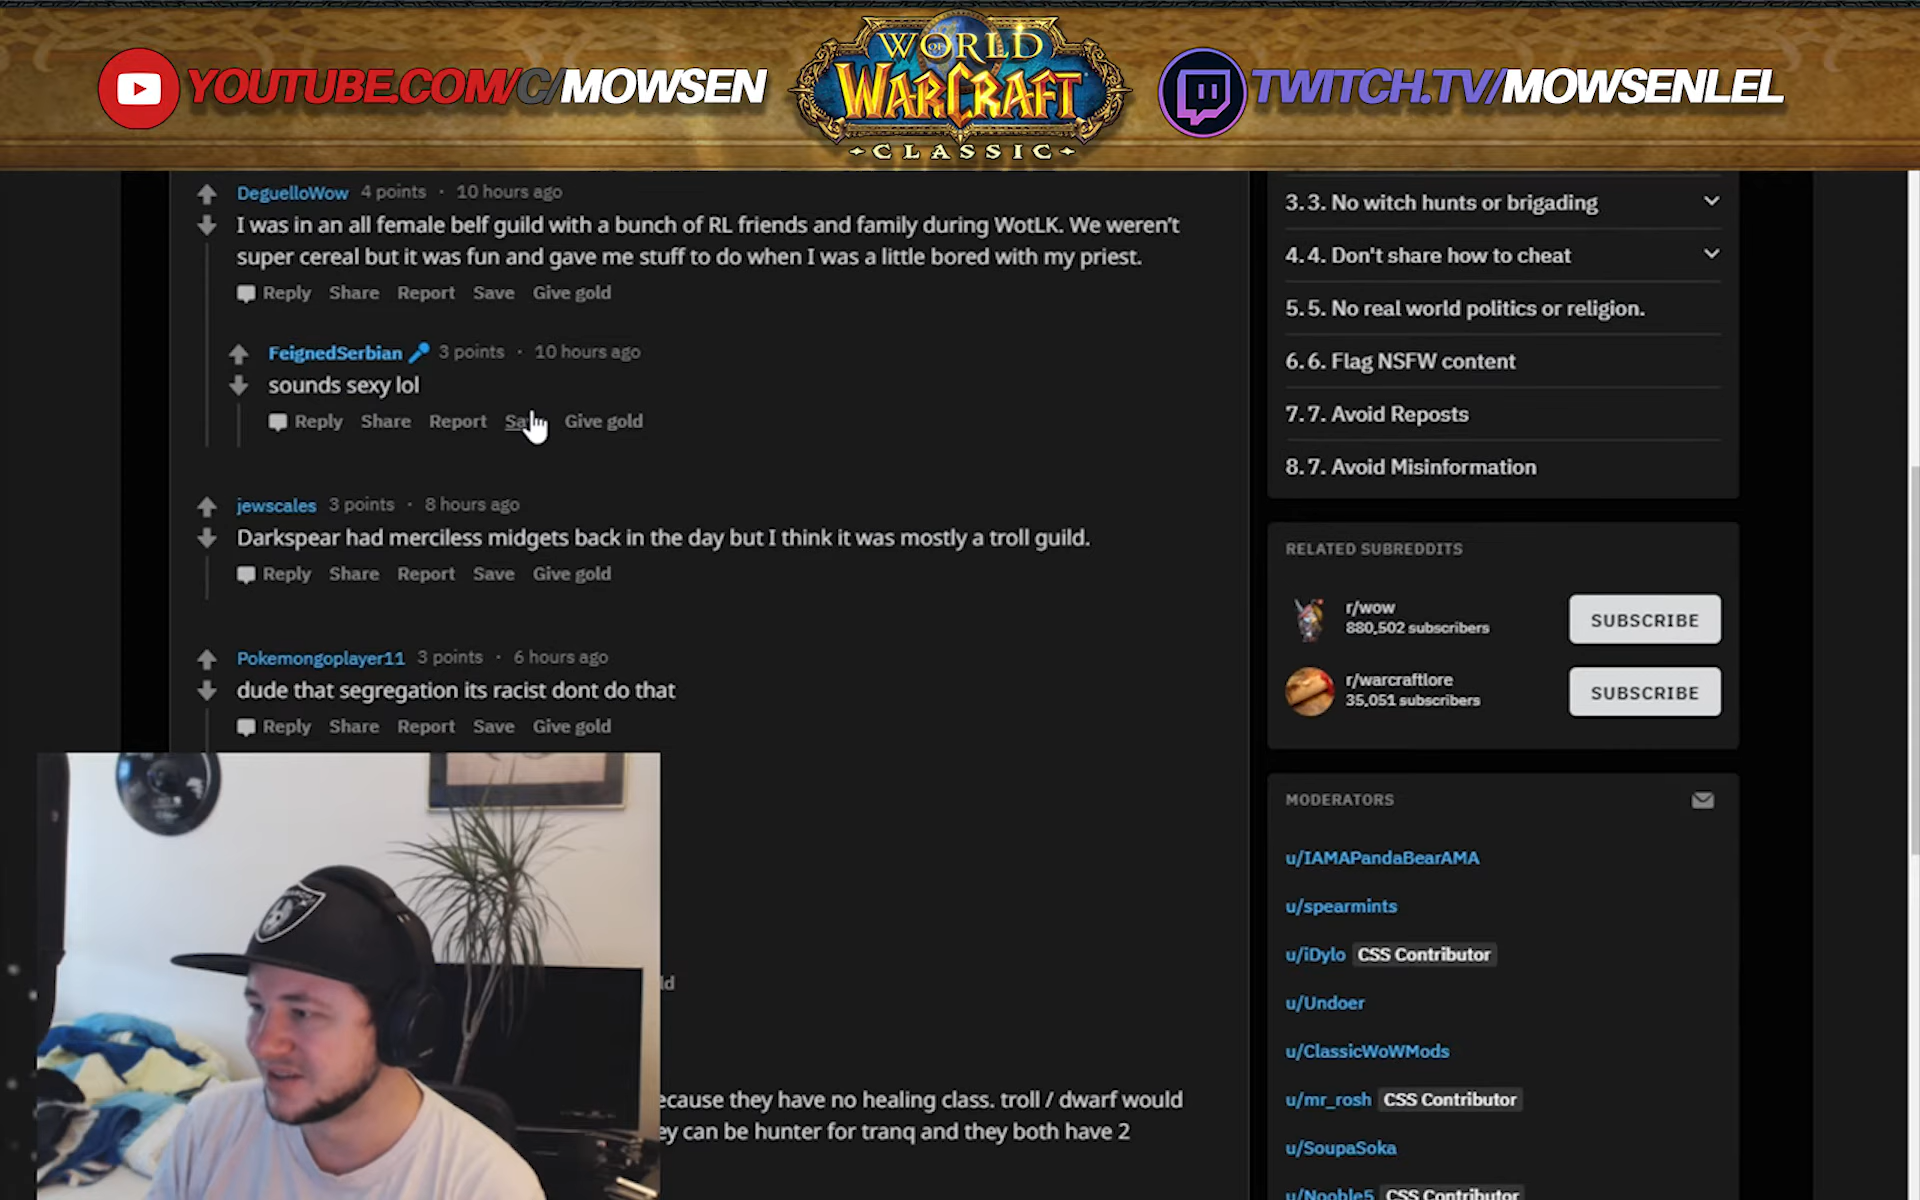 YOUTUBE.COM/C/MOWSEN
WORLD OF WARCRAFT
CLASSIC
TWITCH.TV/MOWSENLEL
DeguelloWow 4 points · 10 hours ago
I was in an all female belf guild with a bunch of RL friends and family during WotLK. We weren't
super cereal but it was fun and gave me stuff to do when I was a little bored with my priest.
Reply Share Report Save Give gold
FeignedSerbian 3 points · 10 hours ago
sounds sexy lol
Reply Share Report Sa Give gold
jewscales 3 points · 8 hours ago
Darkspear had merciless midgets back in the day but I think it was mostly a troll guild.
Reply Share Report Save Give gold
Pokemongoplayer11 3 points · 6 hours ago
dude that segregation its racist dont do that
Reply Share Report Save Give gold
ld
ecause they have no healing class. troll / dwarf would
ey can be hunter for tranq and they both have 2
3. 3. No witch hunts or brigading
4. 4. Don't share how to cheat
5. 5. No real world politics or religion.
6. 6. Flag NSFW content
7. 7. Avoid Reposts
8. 7. Avoid Misinformation
RELATED SUBREDDITS
r/wow
880,502 subscribers
SUBSCRIBE
r/warcraftlore
35,051 subscribers
SUBSCRIBE
MODERATORS
u/IAMAPandaBearAMA
u/spearmints
u/iDylo CSS Contributor
u/Undoer
u/ClassicWoWMods
u/mr_rosh CSS Contributor
u/SoupaSoka
u/Nooble5 CSS Contributor